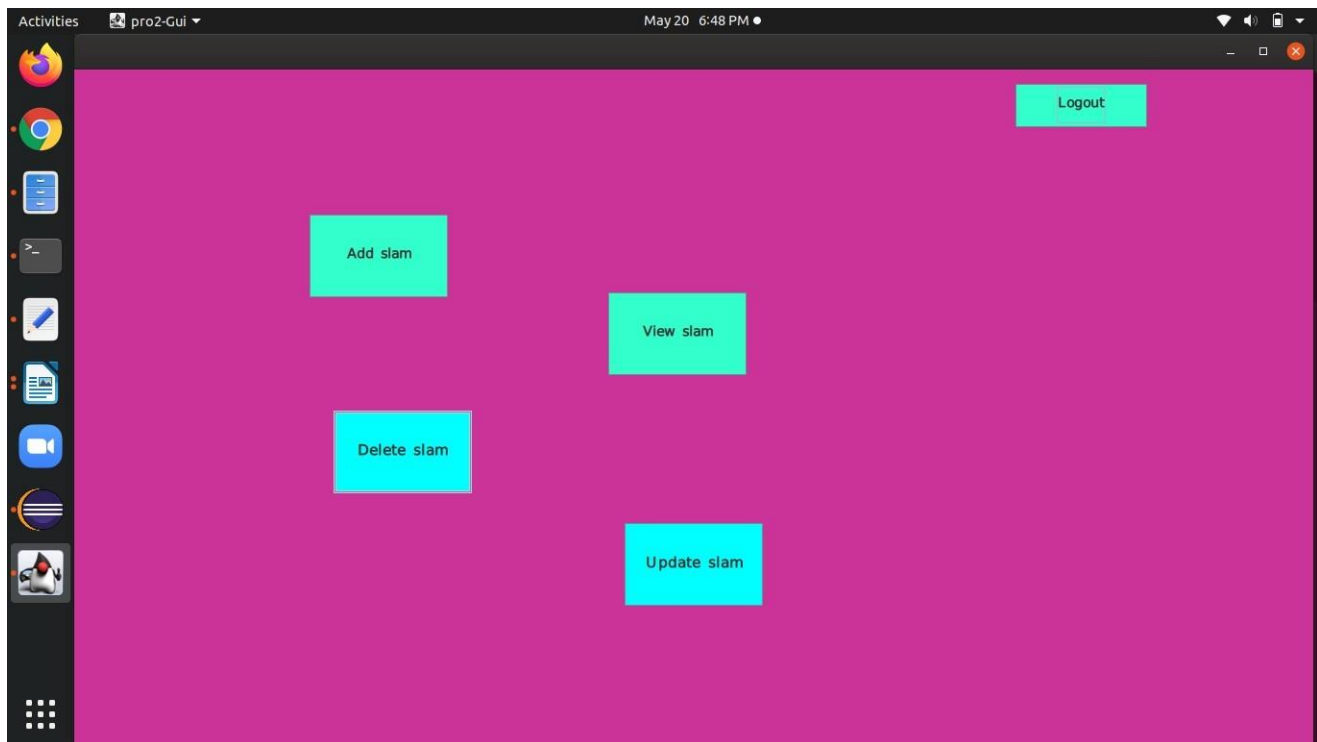 Activities pro2-Gui May 20 6:48 PM
Logout
Add slam
View slam
>_
Delete slam
Update slam